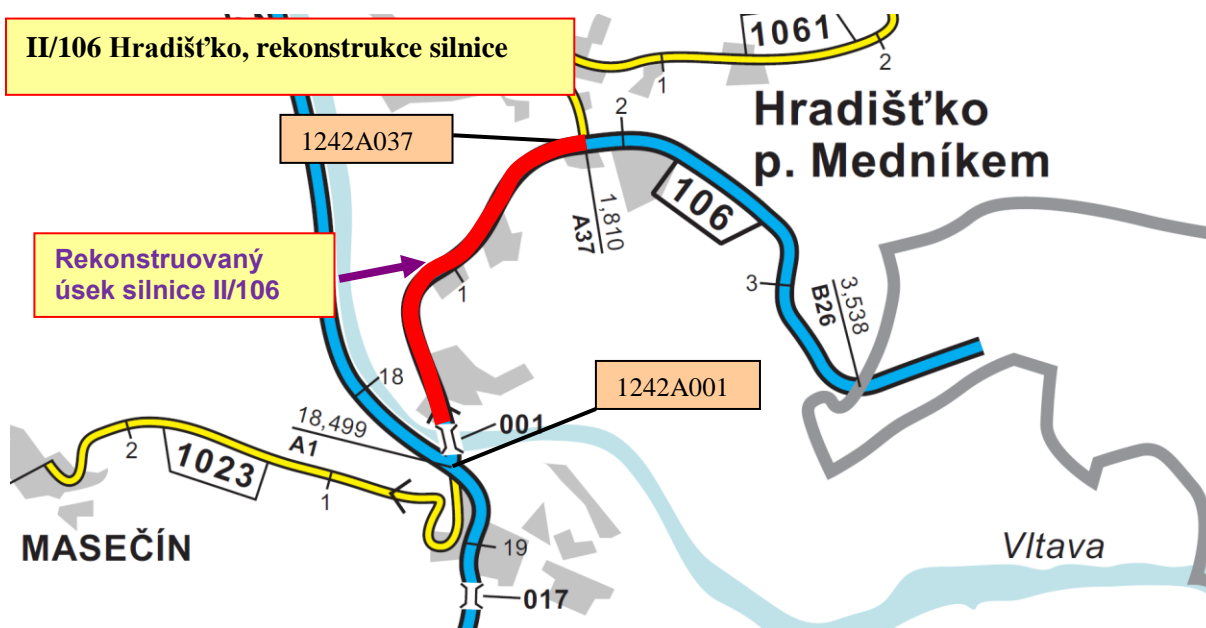 II/106 Hradišťko, rekonstrukce silnice
1061
1
2
Hradišťko
p. Medníkem
1242A037
2
106
1,810
A37
Rekonstruovaný
úsek silnice II/106
1
3
3,538
B26
18
1242A001
18,499
A1
001
2
1023
1
MASEČÍN
19
Vltava
017